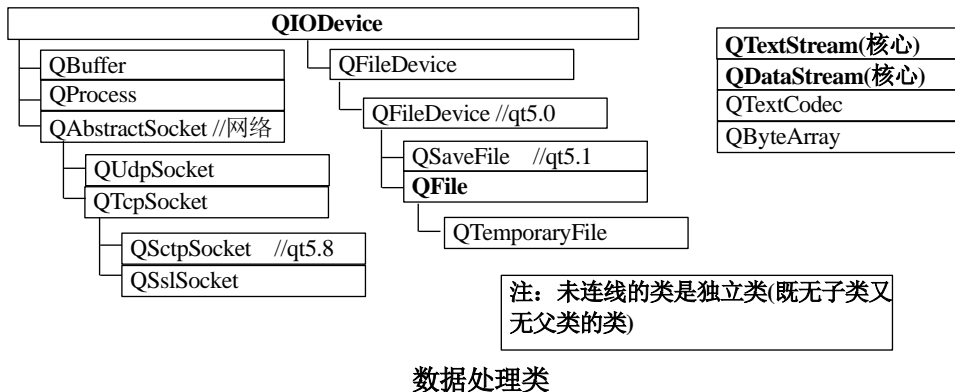 QIODevice
QBuffer
QProcess
QAbstractSocket //网络
QUdpSocket
QTcpSocket
QSctpSocket //qt5.8
QSslSocket
QFileDevice
QFileDevice //qt5.0
QSaveFile //qt5.1
QFile
QTemporaryFile
QTextStream(核心)
QDataStream(核心)
QTextCodec
QByteArray
注：未连线的类是独立类(既无子类又
无父类的类)
数据处理类